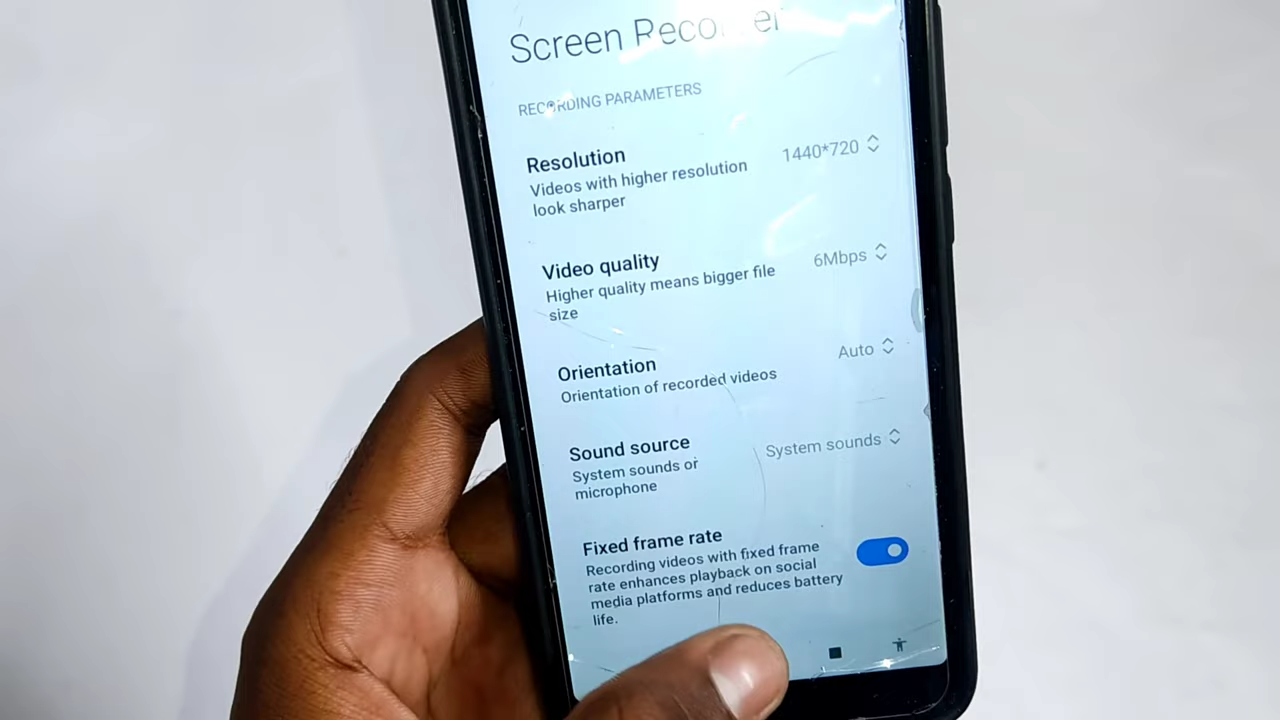 Screen Recorder
RECORDING PARAMETERS
Resolution
1440*720
Videos with higher resolution
look sharper
Video quality
6Mbps
Higher quality means bigger file
size
Orientation
Auto
Orientation of recorded videos
Sound source
System sounds
System sounds or
microphone
Fixed frame rate
Recording videos with fixed frame
rate enhances playback on social
media platforms and reduces battery
life.